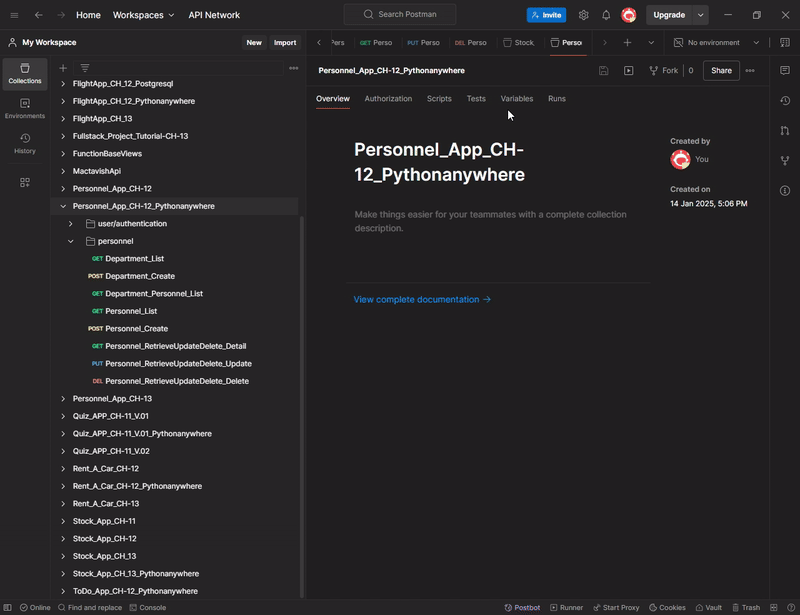 Home Workspaces API Network Search Postman Invite Upgrade
My Workspace New Import Pers GET Perso PUT Perso DEL Perso Stock Perso No environment
Collections
Environments
History
FlightApp_CH_12_Postgresql
FlightApp_CH_12_Pythonanywhere
FlightApp_CH_13
Fullstack_Project_Tutorial-CH-13
FunctionBaseViews
MactavishApi
Personnel_App_CH-12
Personnel_App_CH-12_Pythonanywhere
user/authentication
personnel
GET Department_List
POST Department_Create
GET Department_Personnel_List
GET Personnel_List
POST Personnel_Create
GET Personnel_RetrieveUpdateDelete_Detail
PUT Personnel_RetrieveUpdateDelete_Update
DEL Personnel_RetrieveUpdateDelete_Delete
Personnel_App_CH-13
Quiz_APP_CH-11_V.01
Quiz_APP_CH-11_V.01_Pythonanywhere
Quiz_APP_CH-11_V.02
Rent_A_Car_CH-12
Rent_A_Car_CH-12_Pythonanywhere
Rent_A_Car_CH-13
Stock_App_CH-11
Stock_App_CH-12
Stock_App_CH_13
Stock_App_CH_13_Pythonanywhere
ToDo_App_CH-12_Pythonanywhere
Personnel_App_CH-12_Pythonanywhere Fork 0 Share
Overview Authorization Scripts Tests Variables Runs
Personnel_App_CH-
12_Pythonanywhere
Make things easier for your teammates with a complete collection
description.
View complete documentation
Created by
You
Created on
14 Jan 2025, 5:06 PM
Online Find and replace Console Postbot Runner Start Proxy Cookies Vault Trash